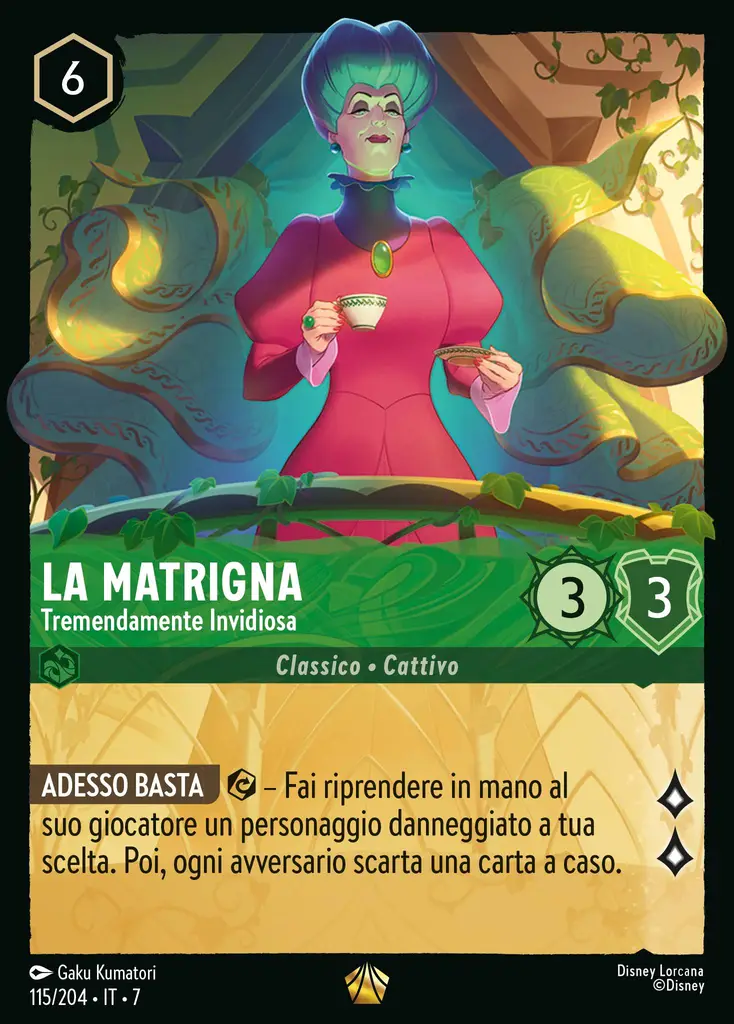 6
LA MATRIGNA
Tremendamente Invidiosa
3
3
Classico • Cattivo
ADESSO BASTA – Fai riprendere in mano al
suo giocatore un personaggio danneggiato a tua
scelta. Poi, ogni avversario scarta una carta a caso.
Gaku Kumatori
115/204 • IT • 7
Disney Lorcana
©Disney